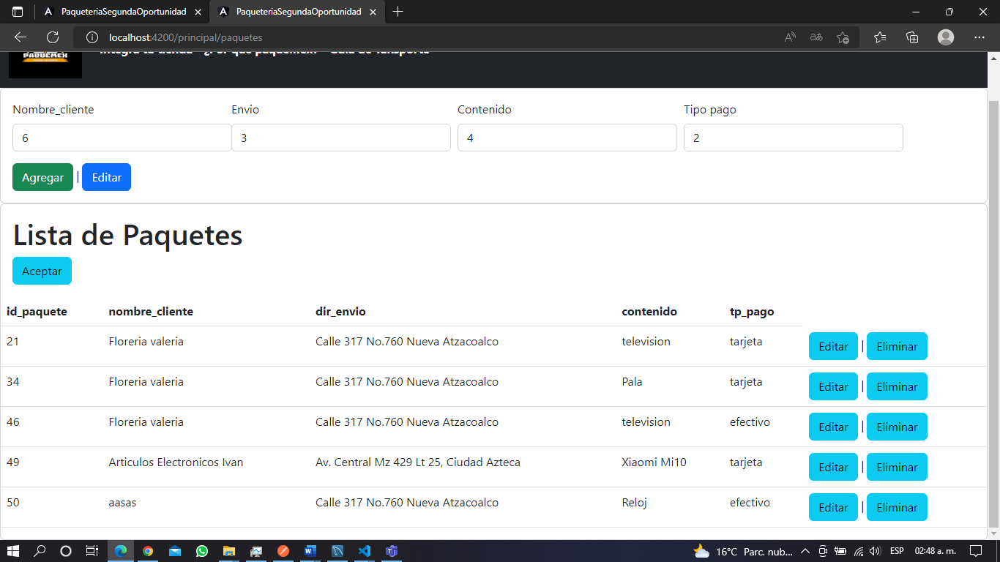 PaqueteriaSegundaOportunidad
PaqueteriaSegundaOportunidad
localhost:4200/principal/paquetes
PAQUEMEX
Integra tu tienda ¿Por qué paquemex?
Nombre_cliente Envio Contenido Tipo pago
6 3 4 2
Agregar | Editar
Lista de Paquetes
Aceptar
id_paquete nombre_cliente dir_envio contenido tp_pago
21 Floreria valeria Calle 317 No.760 Nueva Atzacoalco television tarjeta Editar | Eliminar
34 Floreria valeria Calle 317 No.760 Nueva Atzacoalco Pala tarjeta Editar | Eliminar
46 Floreria valeria Calle 317 No.760 Nueva Atzacoalco television efectivo Editar | Eliminar
49 Articulos Electronicos Ivan Av. Central Mz 429 Lt 25, Ciudad Azteca Xiaomi Mi10 tarjeta Editar | Eliminar
50 aasas Calle 317 No.760 Nueva Atzacoalco Reloj efectivo Editar | Eliminar
16°C Parc. nub... ESP 02:48 a. m.